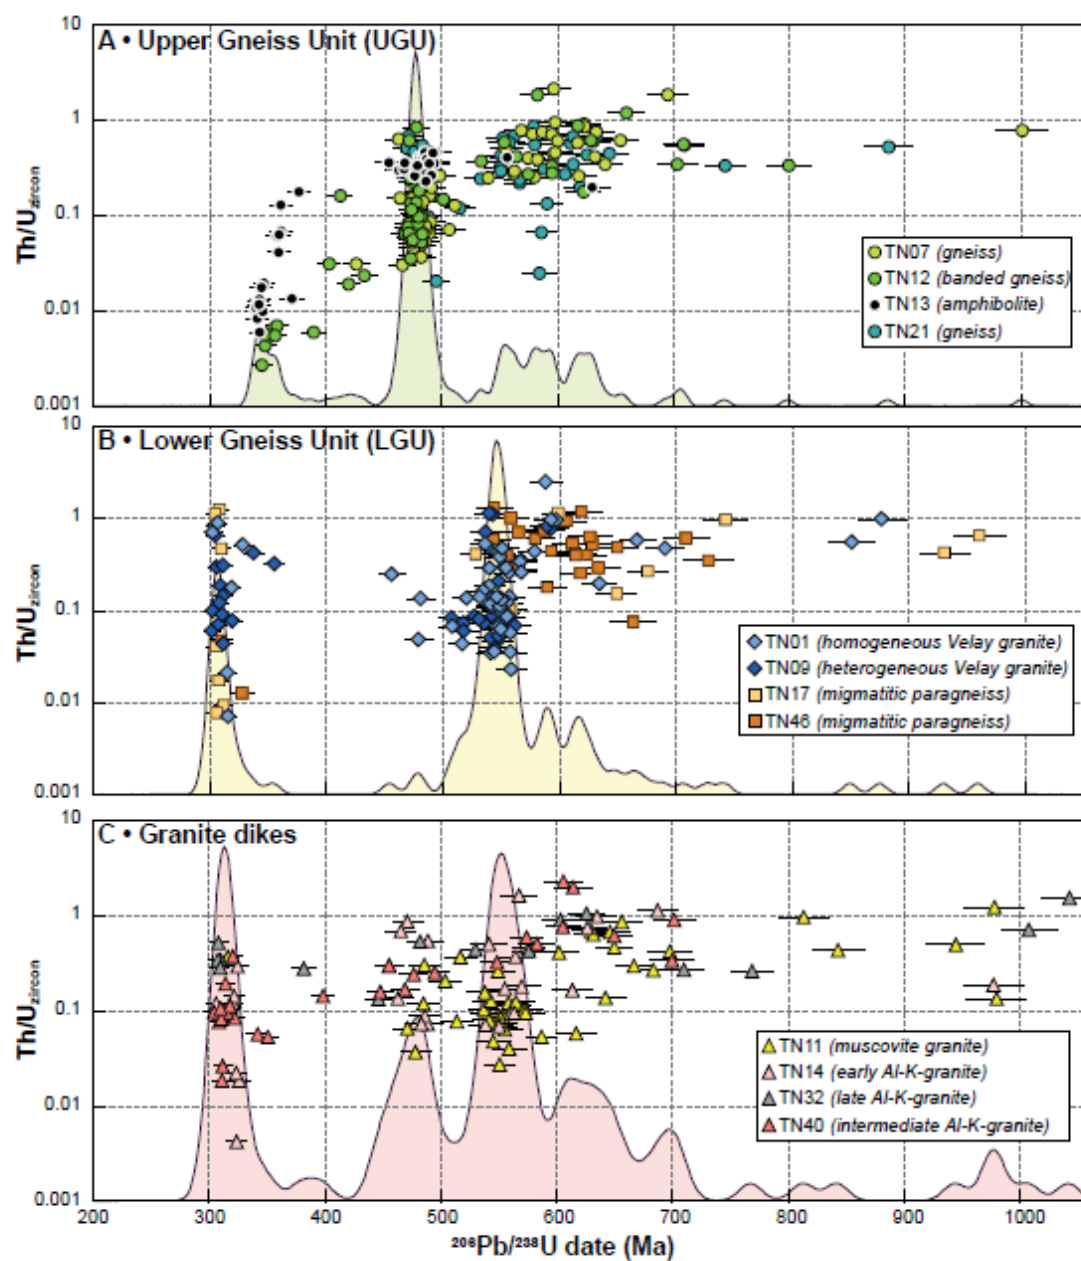 A • Upper Gneiss Unit (UGU)
10
1
0.1
0.01
0.001
Th/Uzircon
TN07 (gneiss)
TN12 (banded gneiss)
TN13 (amphibolite)
TN21 (gneiss)
B • Lower Gneiss Unit (LGU)
10
1
0.1
0.01
0.001
Th/Uzircon
TN01 (homogeneous Velay granite)
TN09 (heterogeneous Velay granite)
TN17 (migmatitic paragneiss)
TN46 (migmatitic paragneiss)
C • Granite dikes
10
1
0.1
0.01
0.001
Th/Uzircon
TN11 (muscovite granite)
TN14 (early Al-K-granite)
TN32 (late Al-K-granite)
TN40 (intermediate Al-K-granite)
200 300 400 500 600 700 800 900 1000
²⁰⁶Pb/²³⁸U date (Ma)